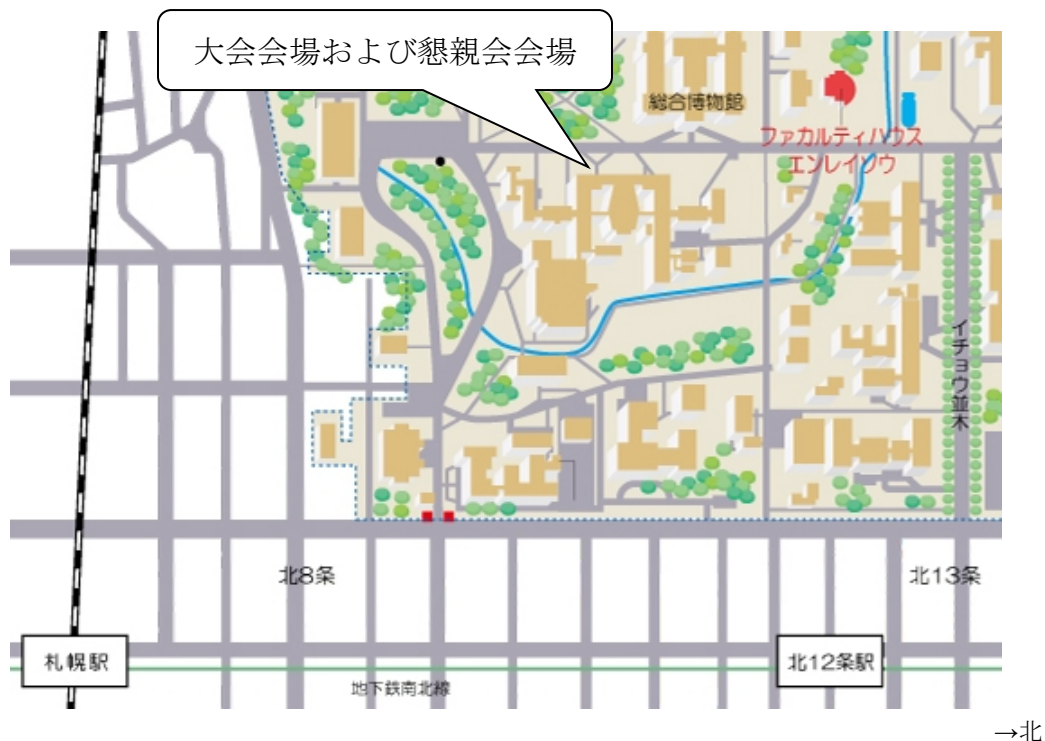 大会会場および懇親会会場
総合博物館
ファカルティハウス
エンレイソウ
イチョウ並木
北8条
北13条
札幌駅
北12条駅
地下鉄南北線
→北